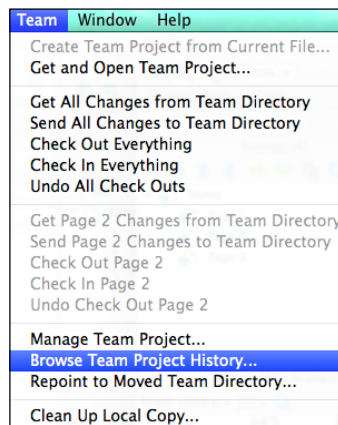 Team Window Help
Create Team Project from Current File...
Get and Open Team Project...
Get All Changes from Team Directory
Send All Changes to Team Directory
Check Out Everything
Check In Everything
Undo All Check Outs
Get Page 2 Changes from Team Directory
Send Page 2 Changes to Team Directory
Check Out Page 2
Check In Page 2
Undo Check Out Page 2
Manage Team Project...
Browse Team Project History...
Repoint to Moved Team Directory...
Clean Up Local Copy...